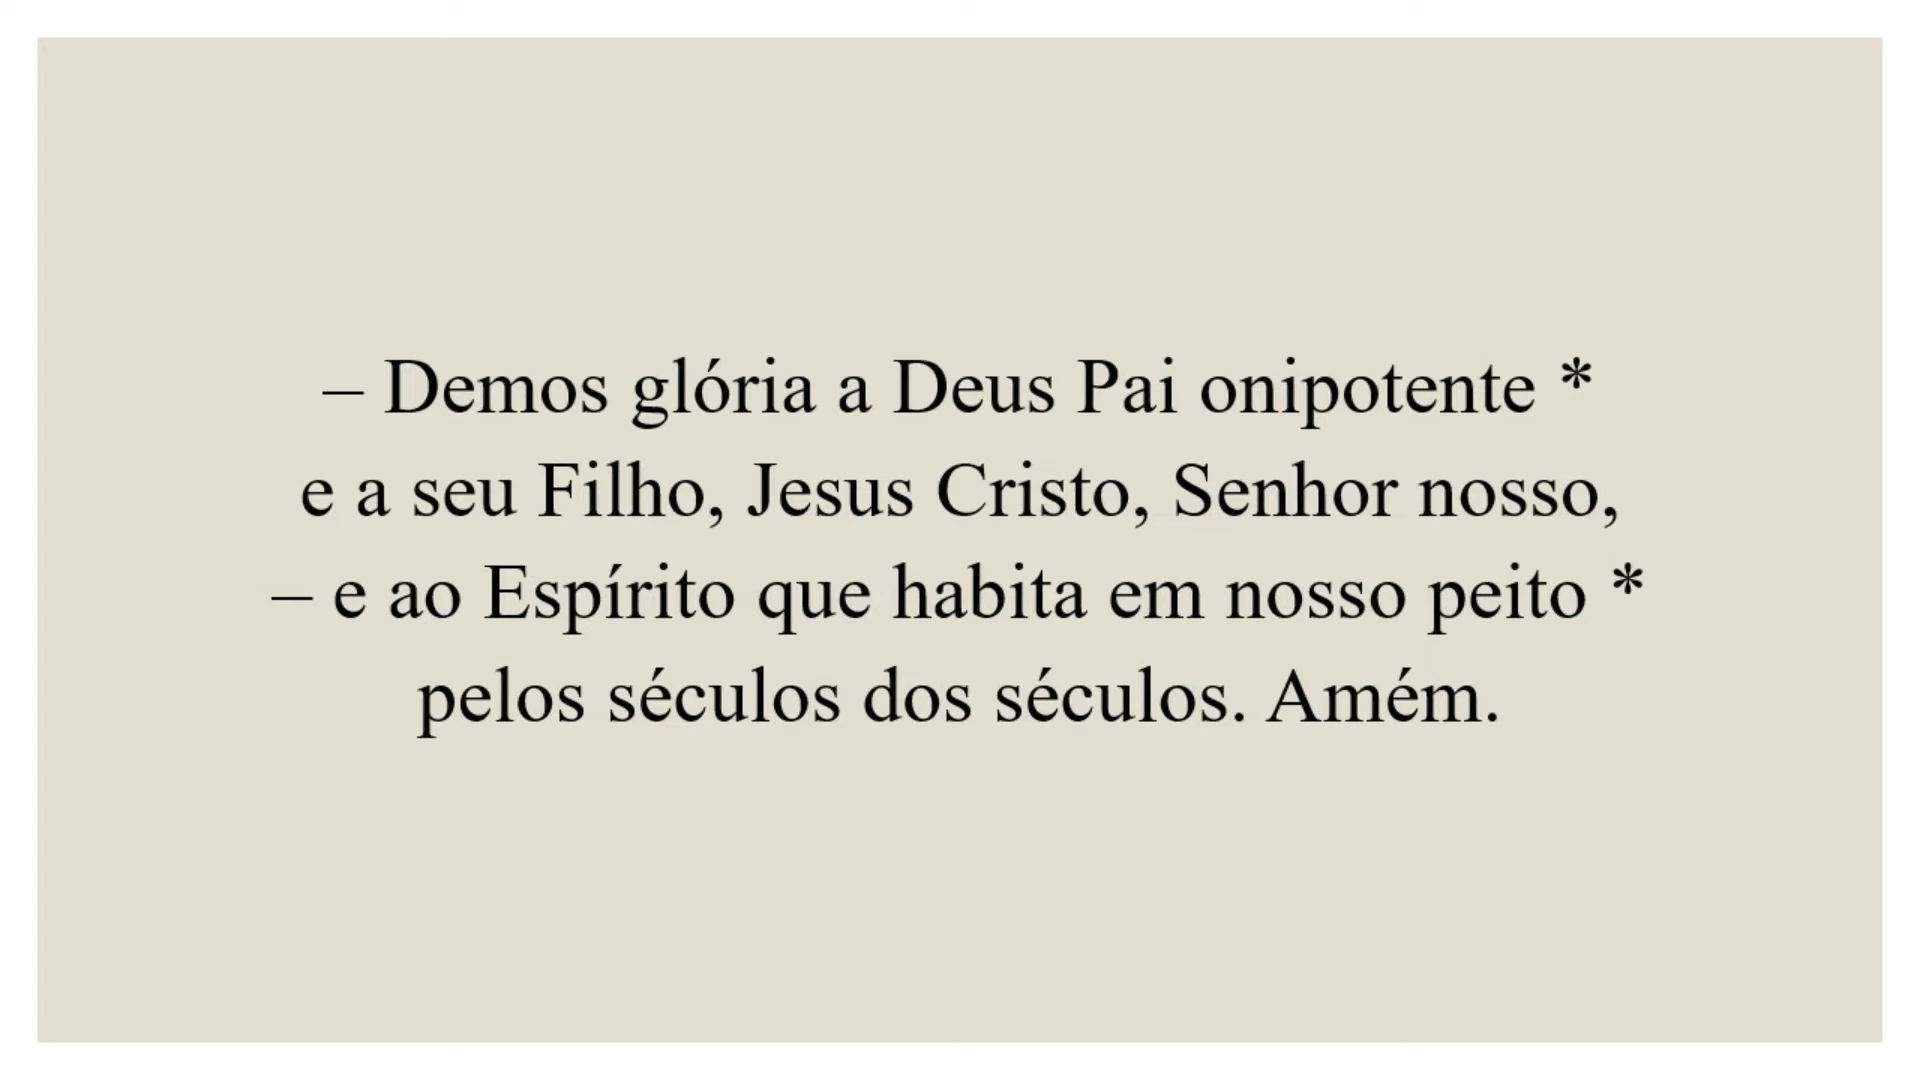 – Demos glória a Deus Pai onipotente *
e a seu Filho, Jesus Cristo, Senhor nosso,
– e ao Espírito que habita em nosso peito *
pelos séculos dos séculos. Amém.